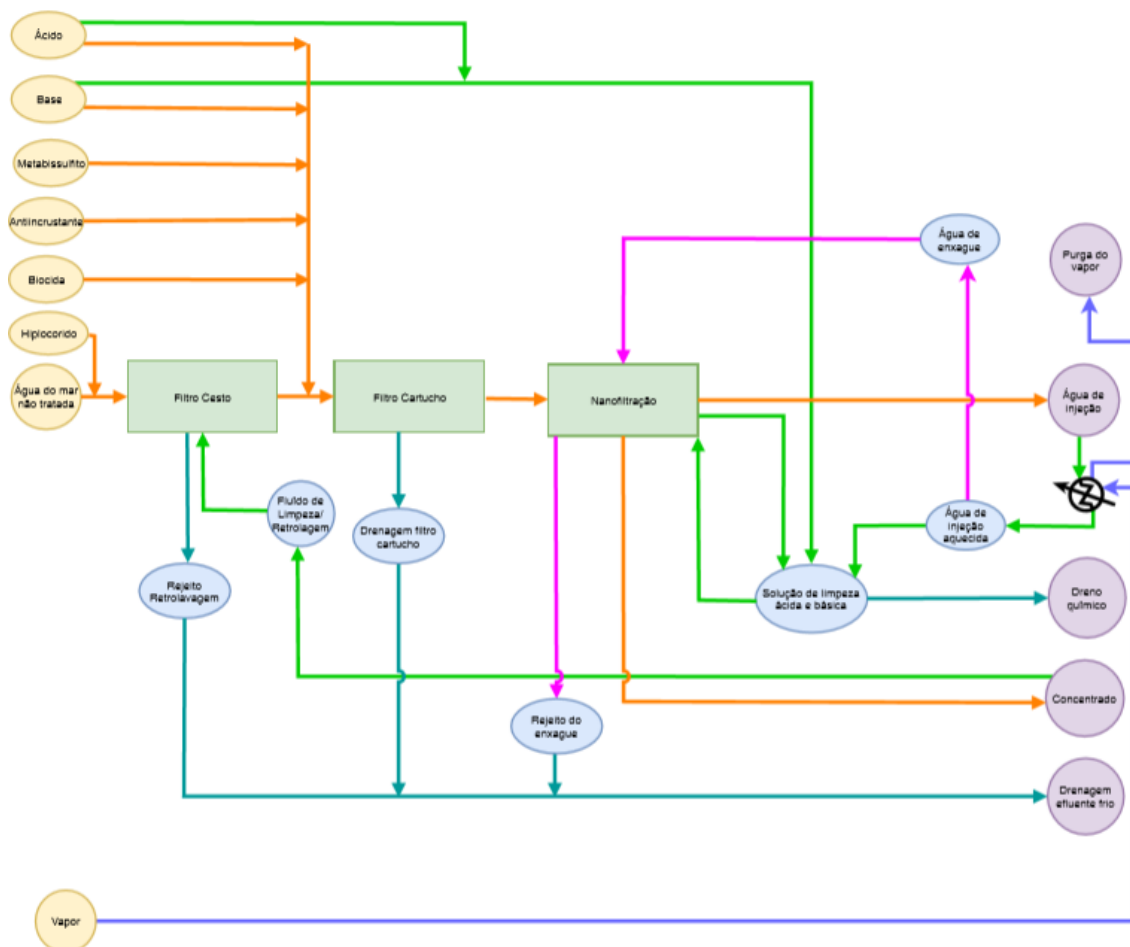 Ácido
Base
Metabissulfito
Antiincrustante
Biocida
Hiplocorido
Água do mar
não tratada
Filtro Cesto
Filtro Cartucho
Nanofiltração
Água de
enxague
Purga do
vapor
Água de
injeção
Fluído de
Limpeza/
Retrolagem
Drenagem filtro
cartucho
Água de
injeção
aquecida
Rejeito
Retrolavagem
Solução de limpeza
ácida e básica
Dreno
químico
Concentrado
Rejeito do
enxague
Drenagem
efluente frio
Vapor